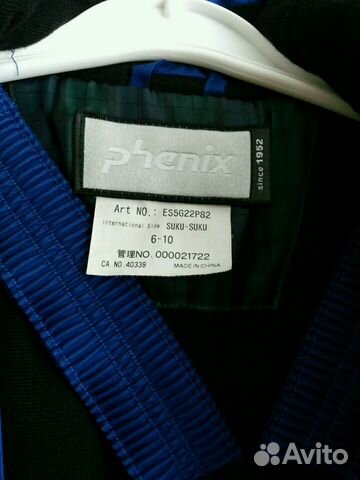 phenix
since 1952
Art NO.: ES5G22P82
International Size SUKU-SUKU
6-10
管理NO. 000021722
CA NO. 40339 MADE IN CHINA
Avito